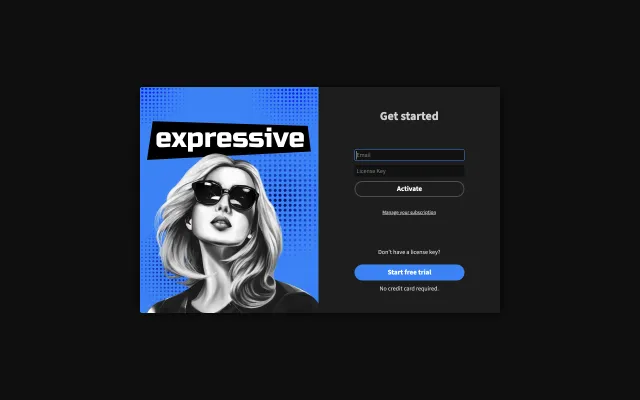 expressive
Get started
Email
License Key
Activate
Manage your subscription
Don't have a license key?
Start free trial
No credit card required.